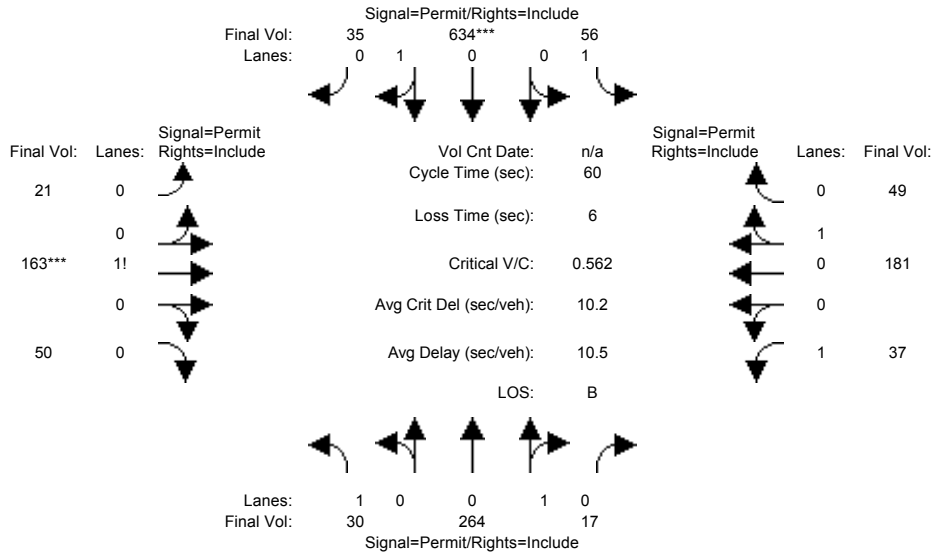 Signal=Permit/Rights=Include
Final Vol: 35 634*** 56
Lanes: 0 1 0 0 1
Signal=Permit Signal=Permit
Final Vol: Lanes: Rights=Include Vol Cnt Date: n/a Rights=Include Lanes: Final Vol:
Cycle Time (sec): 60
21 0 0 49
Loss Time (sec): 6
0 1
163*** 1! Critical V/C: 0.562 0 181
0 Avg Crit Del (sec/veh): 10.2 0
50 0 Avg Delay (sec/veh): 10.5 1 37
LOS: B
Lanes: 1 0 0 1 0
Final Vol: 30 264 17
Signal=Permit/Rights=Include